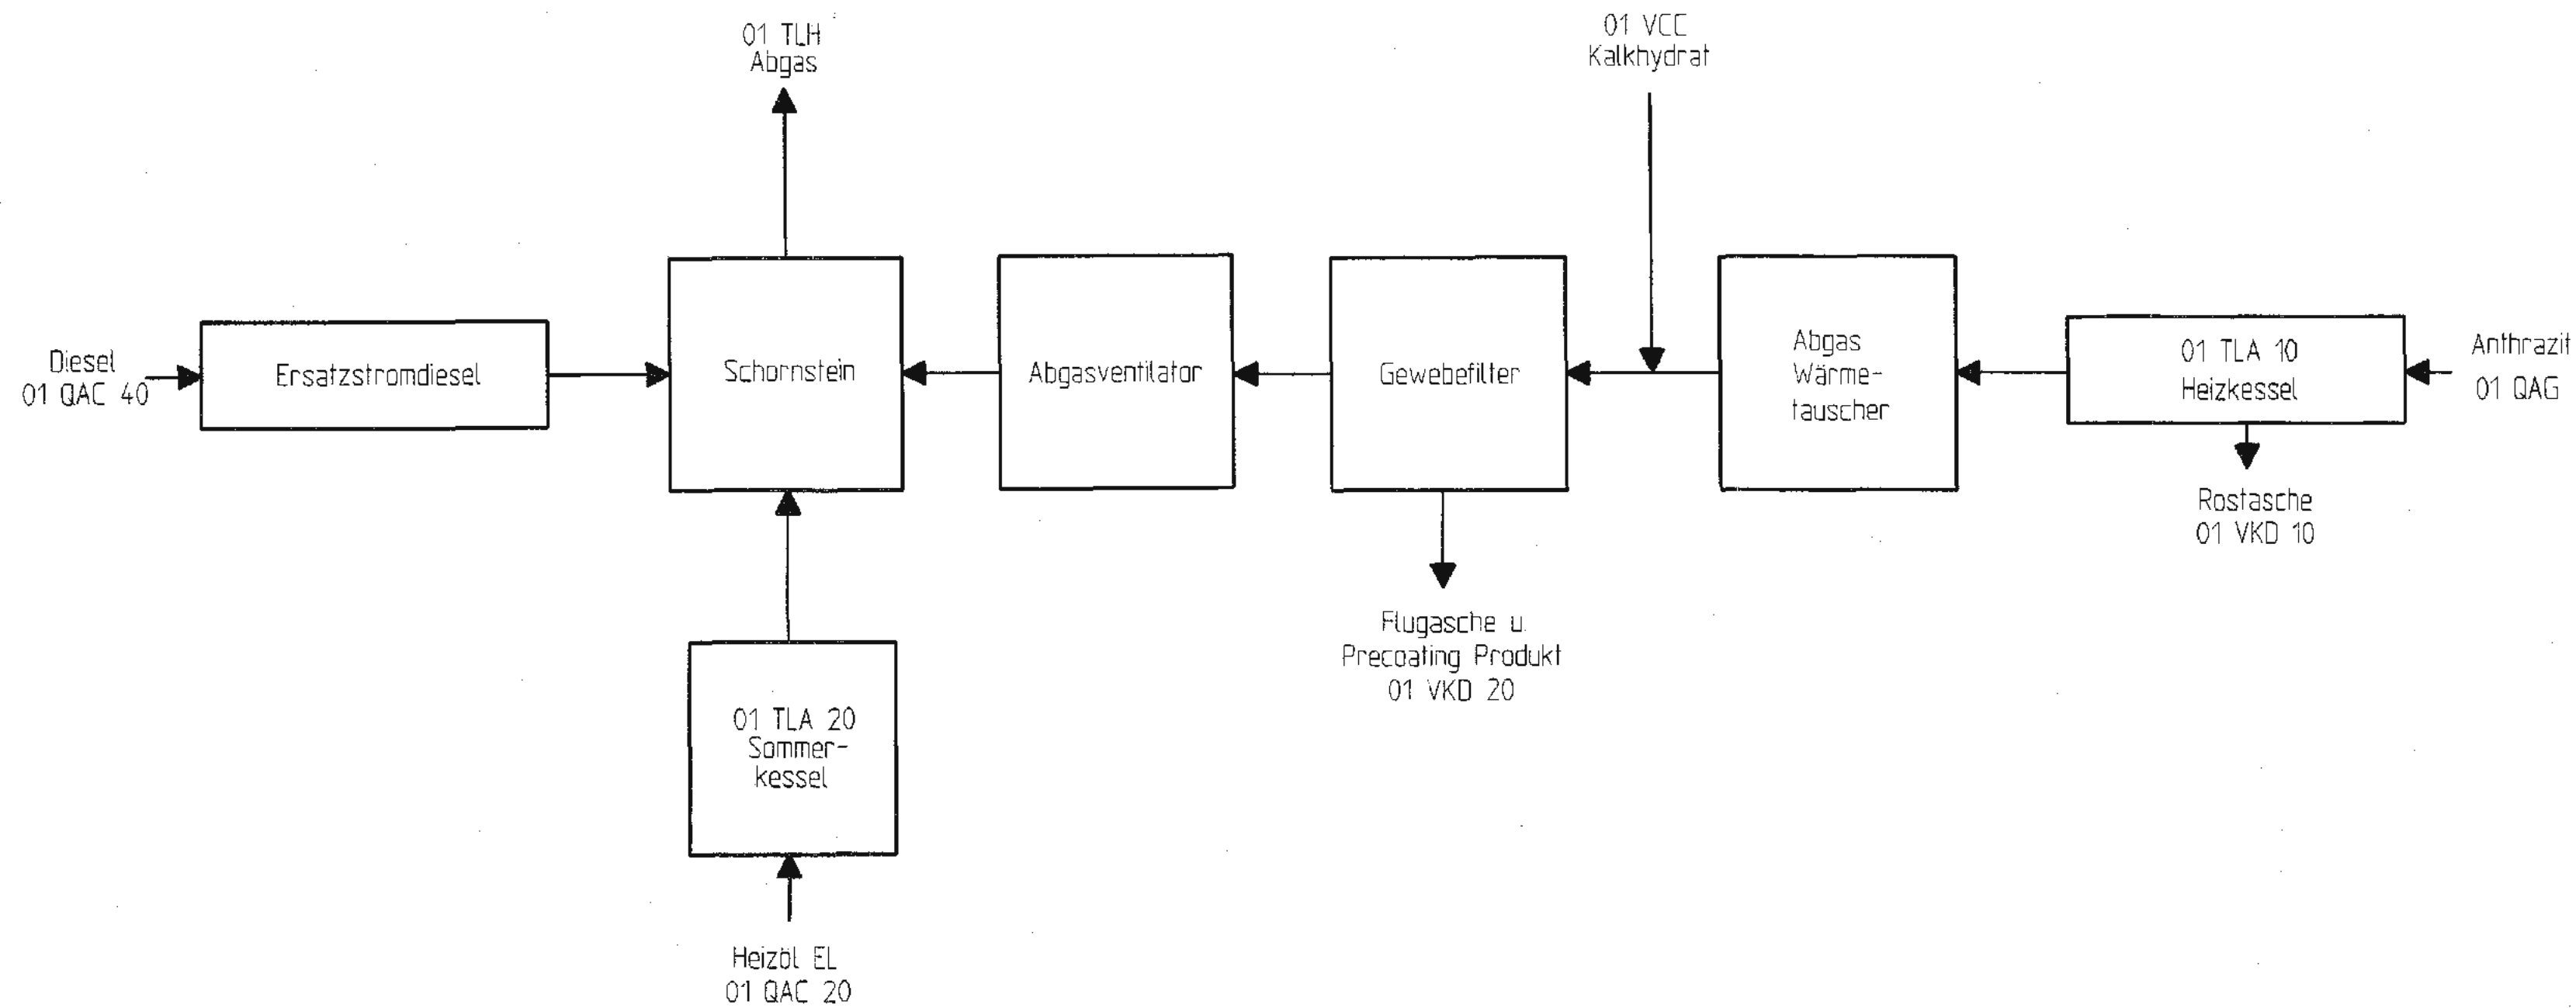 01 TLH
Abgas
01 VCC
Kalkhydrat
Diesel
01 QAC 40
Ersatzstromdiesel
Schornstein
Abgasventilator
Gewebefilter
Abgas
Wärme-
tauscher
01 TLA 10
Heizkessel
Anthrazit
01 QAG
Rostasche
01 VKD 10
Flugasche u.
Precoating Produkt
01 VKD 20
01 TLA 20
Sommer-
kessel
Heizöl EL
01 QAC 20